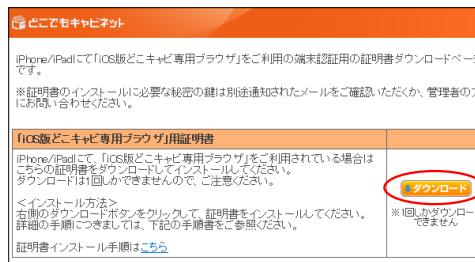 どこでもキャビネット
iPhone/iPadにて「iOS版どこキャビ専用ブラウザ」をご利用の端末認証用の証明書ダウンロードペー
です。
※証明書のインストールに必要な秘密の鍵は別途通知されたメールをご確認いただくか、管理者の
にお問い合わせください。
「iOS版どこキャビ専用ブラウザ」用証明書
iPhone/iPadにて、「iOS版どこキャビ専用ブラウザ」をご利用されている場合は
こちらの証明書をダウンロードしてインストールしてください。
ダウンロードは1回しかできませんので、ご注意ください。
<インストール方法>
右側のダウンロードボタンをクリックして、証明書をインストールしてください。
詳細の手順につきましては、下記の手順書をご参照ください。
証明書インストール手順はこちら
ダウンロード
※1回しかダウンロー
できません